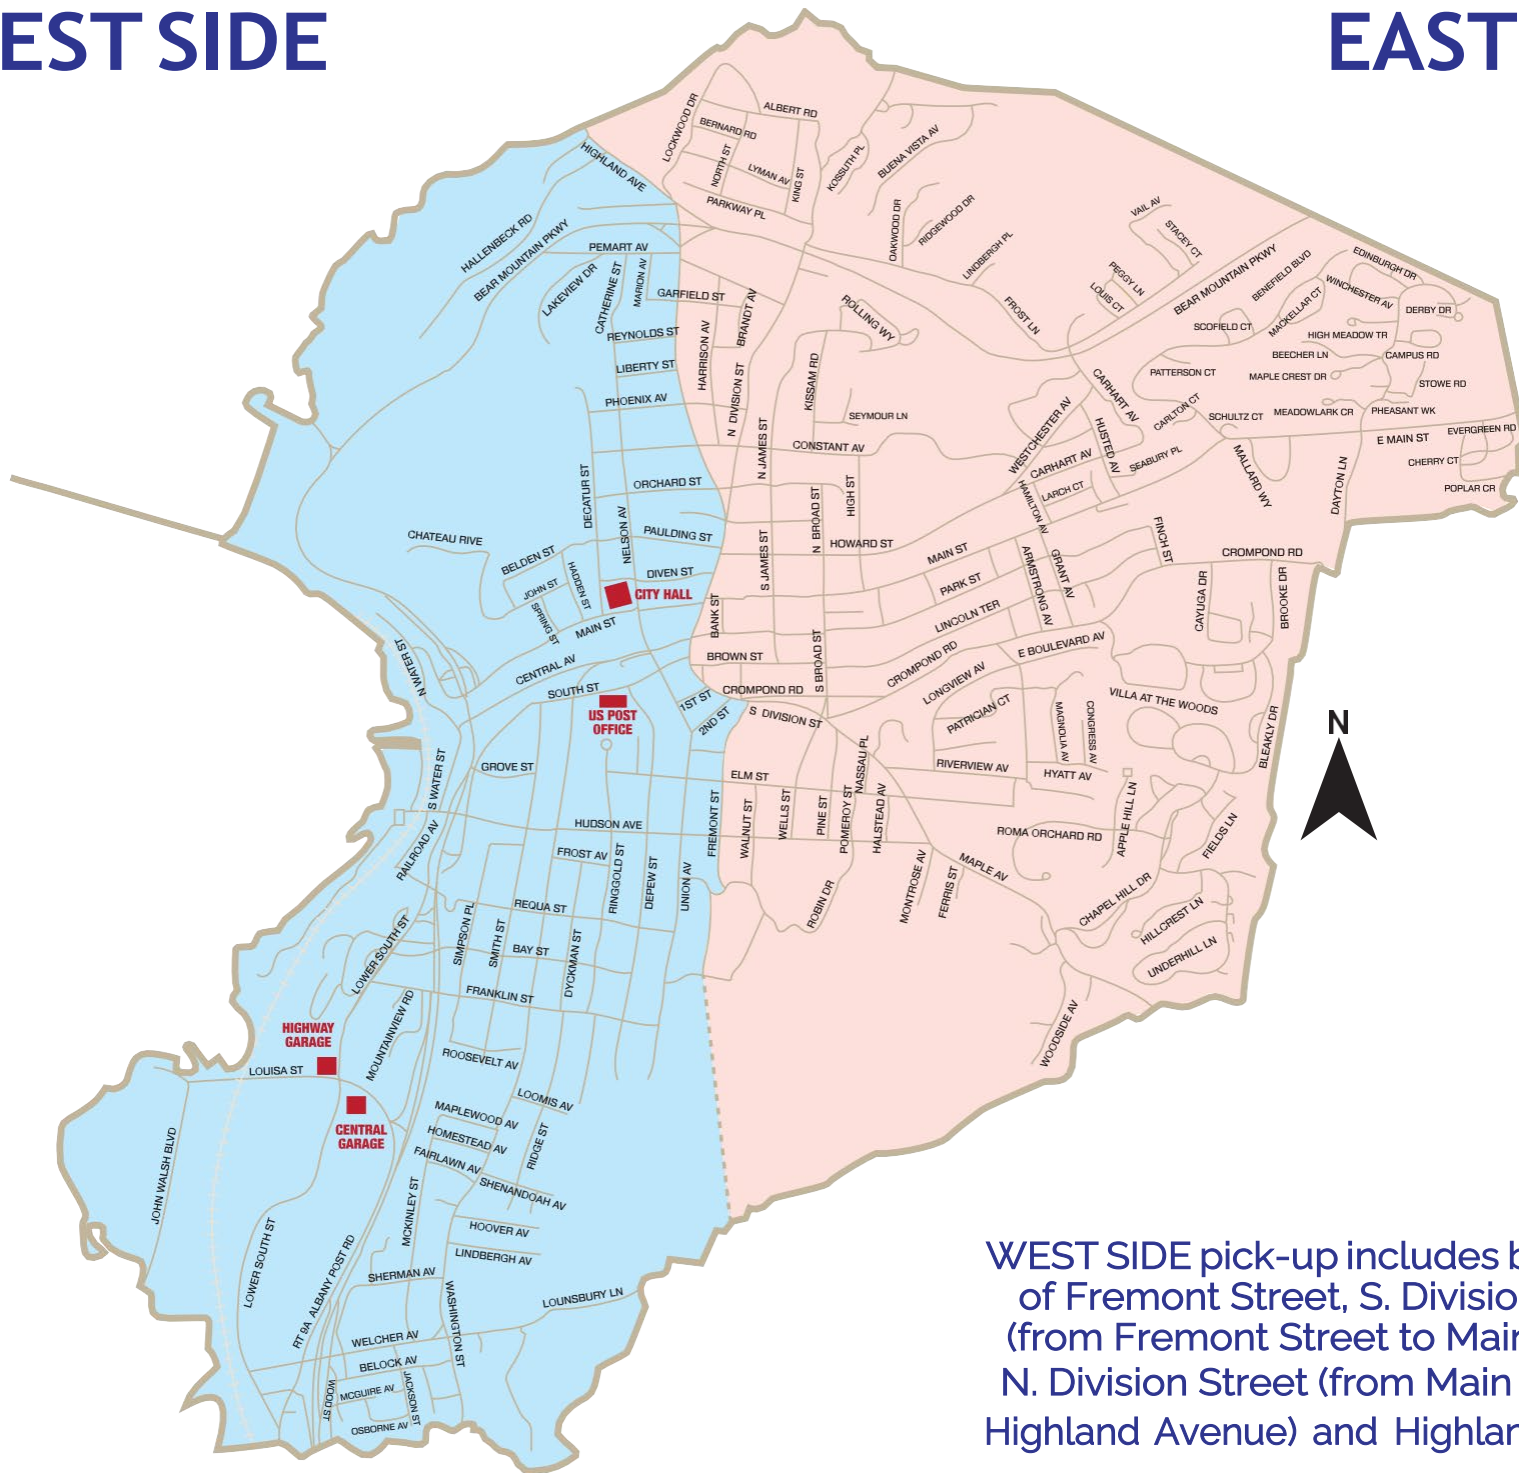 EST SIDE
EAST
LOCKWOOD DR
ALBERT RD
BERNARD RD
NORTH ST
LYMAN AV
KING ST
KOSSUTH PL
BUENA VISTA AV
PARKWAY PL
HIGHLAND AVE
HALLENBECK RD
BEAR MOUNTAIN PKWY
PEMART AV
LAKEVIEW DR
CATHERINE ST
MARION AV
GARFIELD ST
REYNOLDS ST
LIBERTY ST
PHOENIX AV
HARRISON AV
BRANDT AV
N DIVISION ST
OAKWOOD DR
RIDGEWOOD DR
LINDBERGH PL
FROST LN
ROLLING WY
KISSAM RD
SEYMOUR LN
CONSTANT AV
N JAMES ST
VAIL AV
STACEY CT
PEGGY LN
LOUIS CT
BEAR MOUNTAIN PKWY
BENEFIELD BLVD
EDINBURGH DR
WINCHESTER AV
MACKELLAR CT
DERBY DR
SCOFIELD CT
HIGH MEADOW TR
BEECHER LN
CAMPUS RD
PATTERSON CT
MAPLE CREST DR
STOWE RD
CARHART AV
CARLTON CT
SCHULTZ CT
MEADOWLARK CR
PHEASANT WK
EVERGREEN RD
E MAIN ST
CHERRY CT
POPLAR CR
WESTCHESTER AV
HUSTED AV
CARHART AV
SEABURY PL
MALLARD WY
DAYTON LN
HAMILTON AV
LARCH CT
DECATUR ST
ORCHARD ST
NELSON AV
PAULDING ST
CHATEAU RIVE
BELDEN ST
JOHN ST
HADDEN ST
SPRING ST
DIVEN ST
CITY HALL
MAIN ST
HIGH ST
N BROAD ST
HOWARD ST
S JAMES ST
BANK ST
MAIN ST
PARK ST
LINCOLN TER
ARMSTRONG AV
GRANT AV
FINCH ST
CROMPOND RD
CAYUGA DR
BROOKE DR
N WATER ST
CENTRAL AV
SOUTH ST
US POST
OFFICE
BROWN ST
CROMPOND RD
S BROAD ST
1ST ST
2ND ST
S DIVISION ST
CROMPOND RD
LONGVIEW AV
E BOULEVARD AV
PATRICIAN CT
MAGNOLIA AV
CONGRESS AV
VILLA AT THE WOODS
BLEAKLY DR
N
S WATER ST
GROVE ST
ELM ST
NASSAU PL
RIVERVIEW AV
HYATT AV
HUDSON AVE
FREMONT ST
WALNUT ST
WELLS ST
PINE ST
POMEROY ST
HALSTEAD AV
ROMA ORCHARD RD
APPLE HILL LN
FIELDS LN
RAILROAD AV
FROST AV
RINGGOLD ST
DEPEW ST
UNION AV
ROBIN DR
MONTROSE AV
FERRIS ST
MAPLE AV
CHAPEL HILL DR
HILLCREST LN
UNDERHILL LN
REQUA ST
SIMPSON PL
SMITH ST
BAY ST
DYCKMAN ST
LOWER SOUTH ST
FRANKLIN ST
WOODSIDE AV
HIGHWAY
GARAGE
MOUNTAINVIEW RD
ROOSEVELT AV
LOUISA ST
CENTRAL
GARAGE
LOOMIS AV
MAPLEWOOD AV
HOMESTEAD AV
FAIRLAWN AV
RIDGE ST
SHENANDOAH AV
JOHN WALSH BLVD
MCKINLEY ST
HOOVER AV
LINDBERGH AV
LOWER SOUTH ST
RT 9A ALBANY POST RD
SHERMAN AV
WASHINGTON ST
LOUNSBURY LN
WELCHER AV
BELOCK AV
WOOD ST
MCGUIRE AV
JACKSON ST
OSBORNE AV
WEST SIDE pick-up includes b
of Fremont Street, S. Divisio
(from Fremont Street to Main
N. Division Street (from Main
Highland Avenue) and Highlan